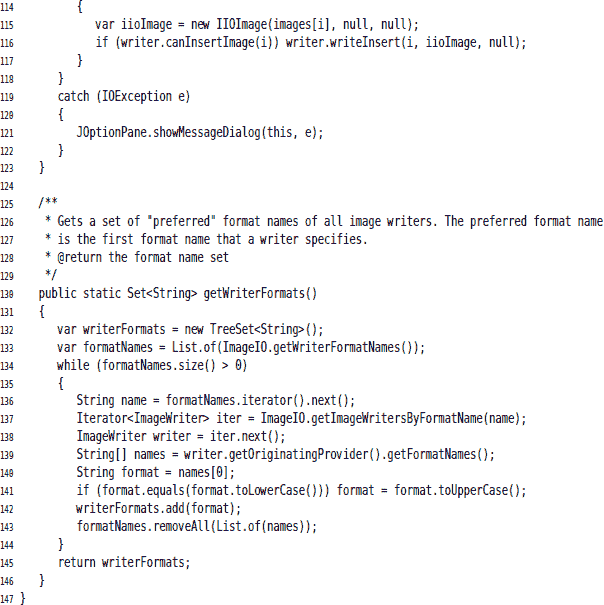 114          {
115             var iioImage = new IIOImage(images[i], null, null);
116             if (writer.canInsertImage(i)) writer.writeInsert(i, iioImage, null);
117          }
118       }
119       catch (IOException e)
120       {
121          JOptionPane.showMessageDialog(this, e);
122       }
123    }
124
125    /**
126     * Gets a set of "preferred" format names of all image writers. The preferred format name
127     * is the first format name that a writer specifies.
128     * @return the format name set
129     */
130    public static Set<String> getWriterFormats()
131    {
132       var writerFormats = new TreeSet<String>();
133       var formatNames = List.of(ImageIO.getWriterFormatNames());
134       while (formatNames.size() > 0)
135       {
136          String name = formatNames.iterator().next();
137          Iterator<ImageWriter> iter = ImageIO.getImageWritersByFormatName(name);
138          ImageWriter writer = iter.next();
139          String[] names = writer.getOriginatingProvider().getFormatNames();
140          String format = names[0];
141          if (format.equals(format.toLowerCase())) format = format.toUpperCase();
142          writerFormats.add(format);
143          formatNames.removeAll(List.of(names));
144       }
145       return writerFormats;
146    }
147 }